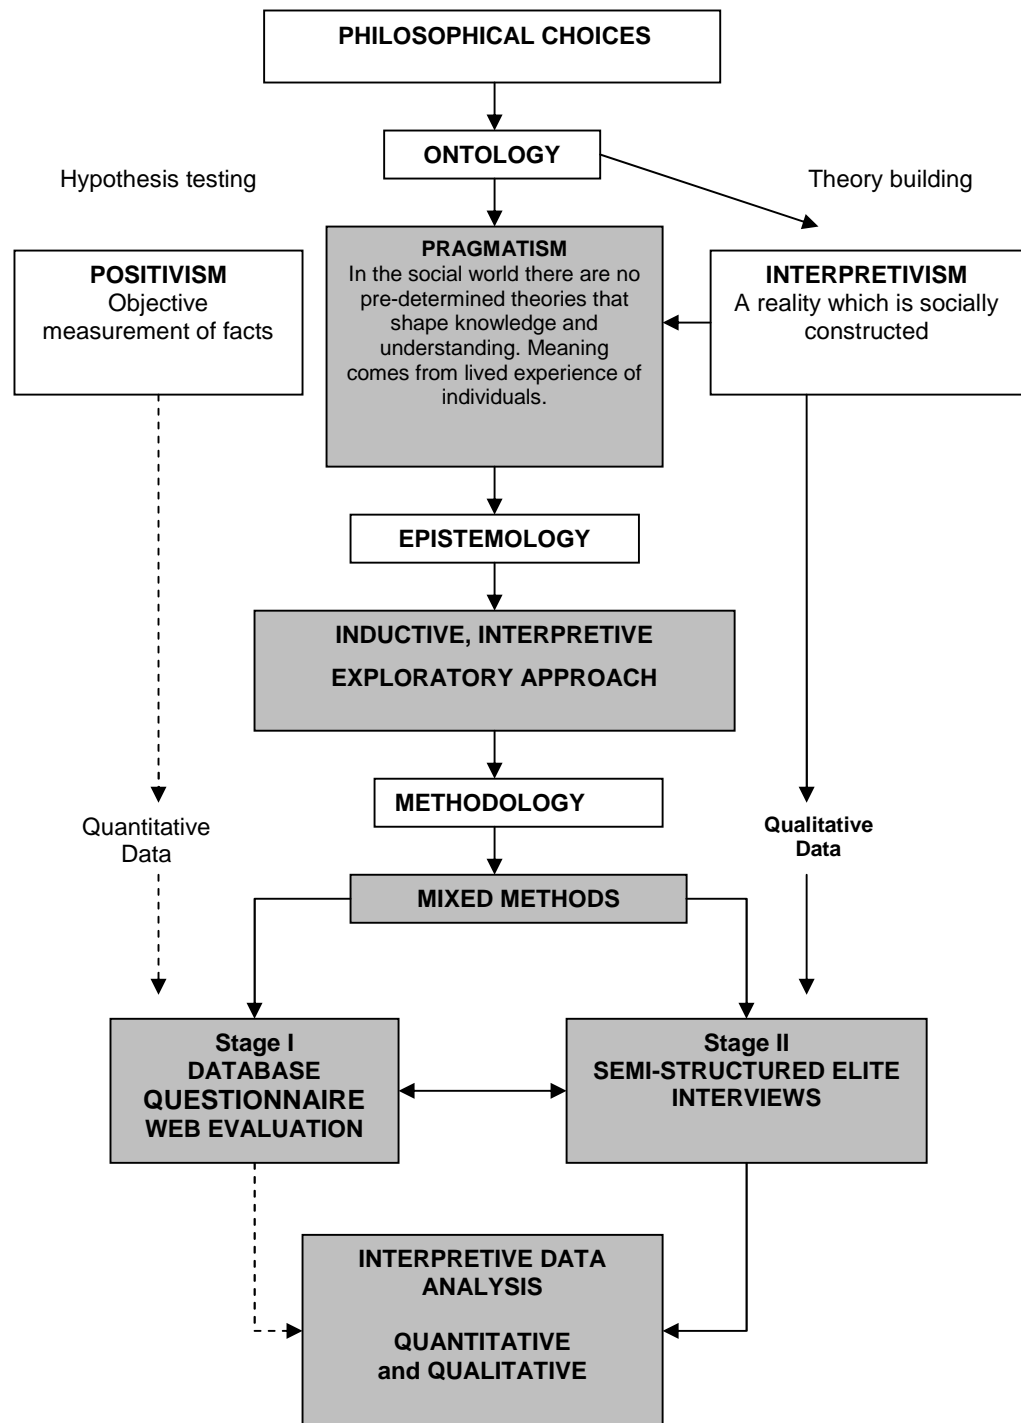 PHILOSOPHICAL CHOICES
ONTOLOGY
Hypothesis testing
Theory building
POSITIVISM
Objective
measurement of facts
PRAGMATISM
In the social world there are no
pre-determined theories that
shape knowledge and
understanding. Meaning
comes from lived experience of
individuals.
INTERPRETIVISM
A reality which is socially
constructed
EPISTEMOLOGY
INDUCTIVE, INTERPRETIVE
EXPLORATORY APPROACH
METHODOLOGY
Quantitative
Data
Qualitative
Data
MIXED METHODS
Stage I
DATABASE
QUESTIONNAIRE
WEB EVALUATION
Stage II
SEMI-STRUCTURED ELITE
INTERVIEWS
INTERPRETIVE DATA
ANALYSIS
QUANTITATIVE
and QUALITATIVE